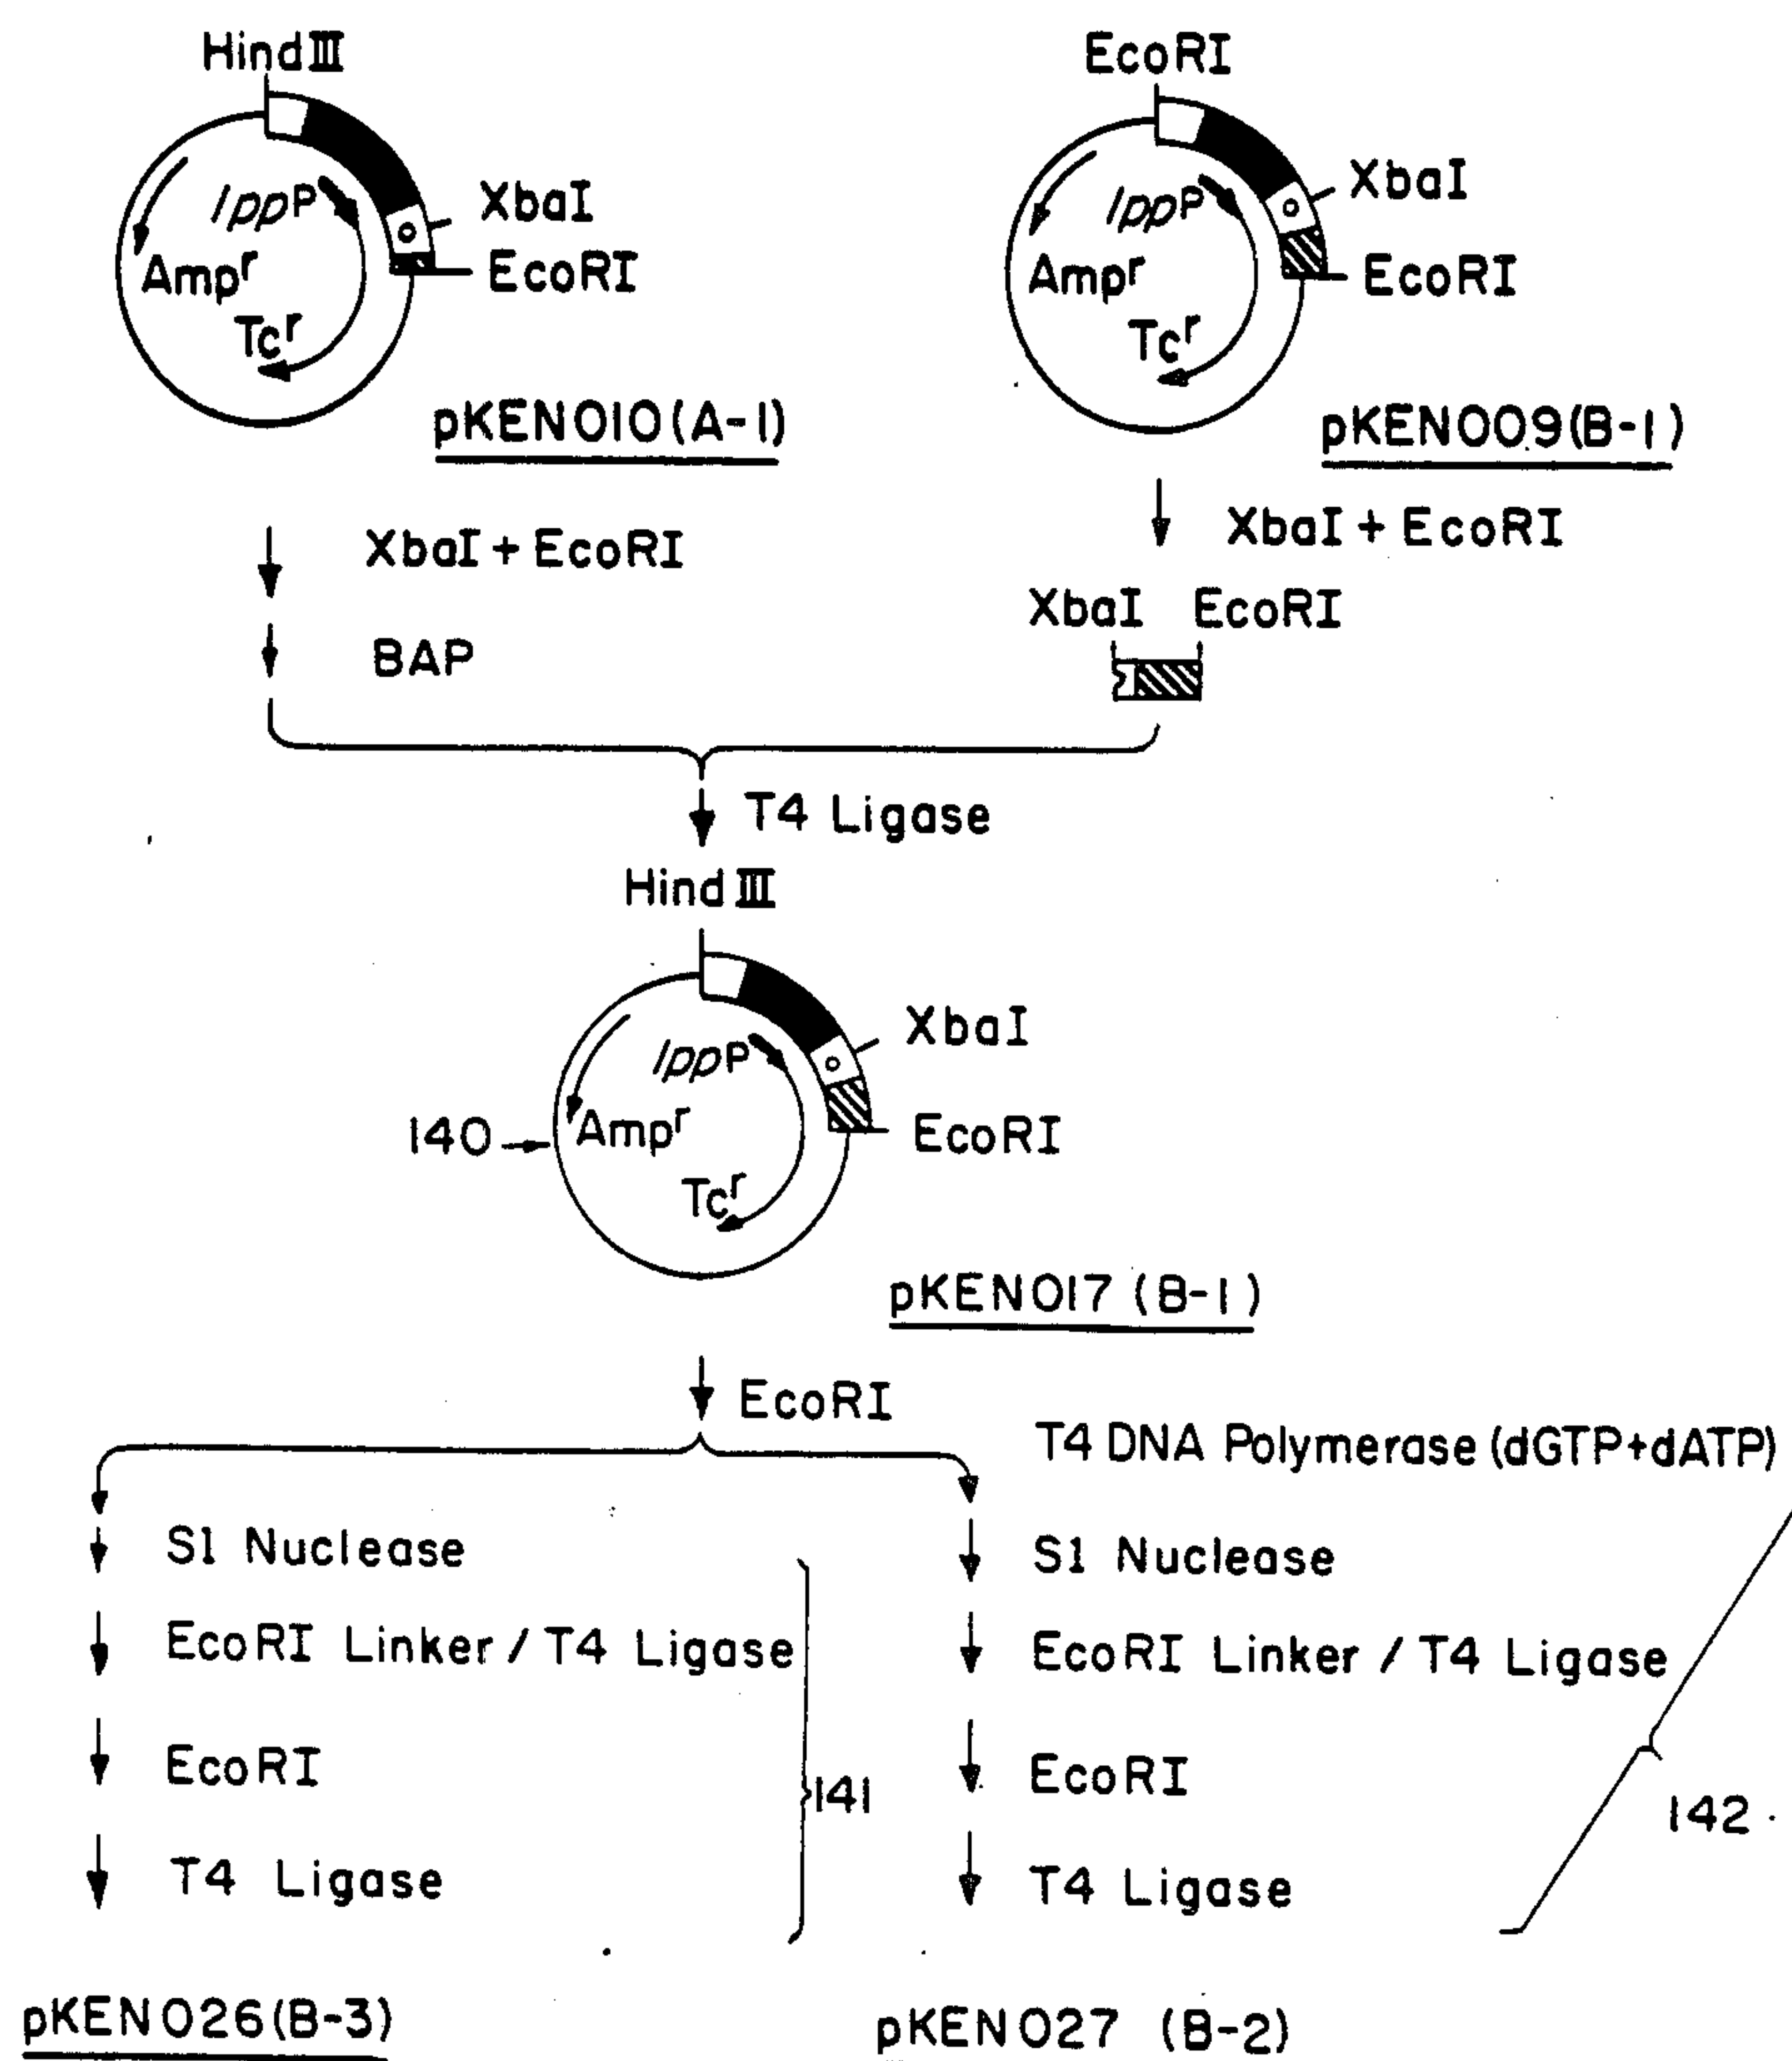 HindIII
lppP
XbaI
EcoRI
Ampʳ
Tcʳ
pKEN010(A-1)
EcoRI
lppP
XbaI
EcoRI
Ampʳ
Tcʳ
pKEN009(B-1)
XbaI + EcoRI
BAP
XbaI + EcoRI
XbaI EcoRI
T4 Ligase
HindIII
lppP
XbaI
EcoRI
140
Ampʳ
Tcʳ
pKEN017 (B-1)
EcoRI
S1 Nuclease
EcoRI Linker / T4 Ligase
EcoRI
T4 Ligase
141
pKEN026(B-3)
T4 DNA Polymerase (dGTP+dATP)
S1 Nuclease
EcoRI Linker / T4 Ligase
EcoRI
T4 Ligase
142
pKEN027 (B-2)